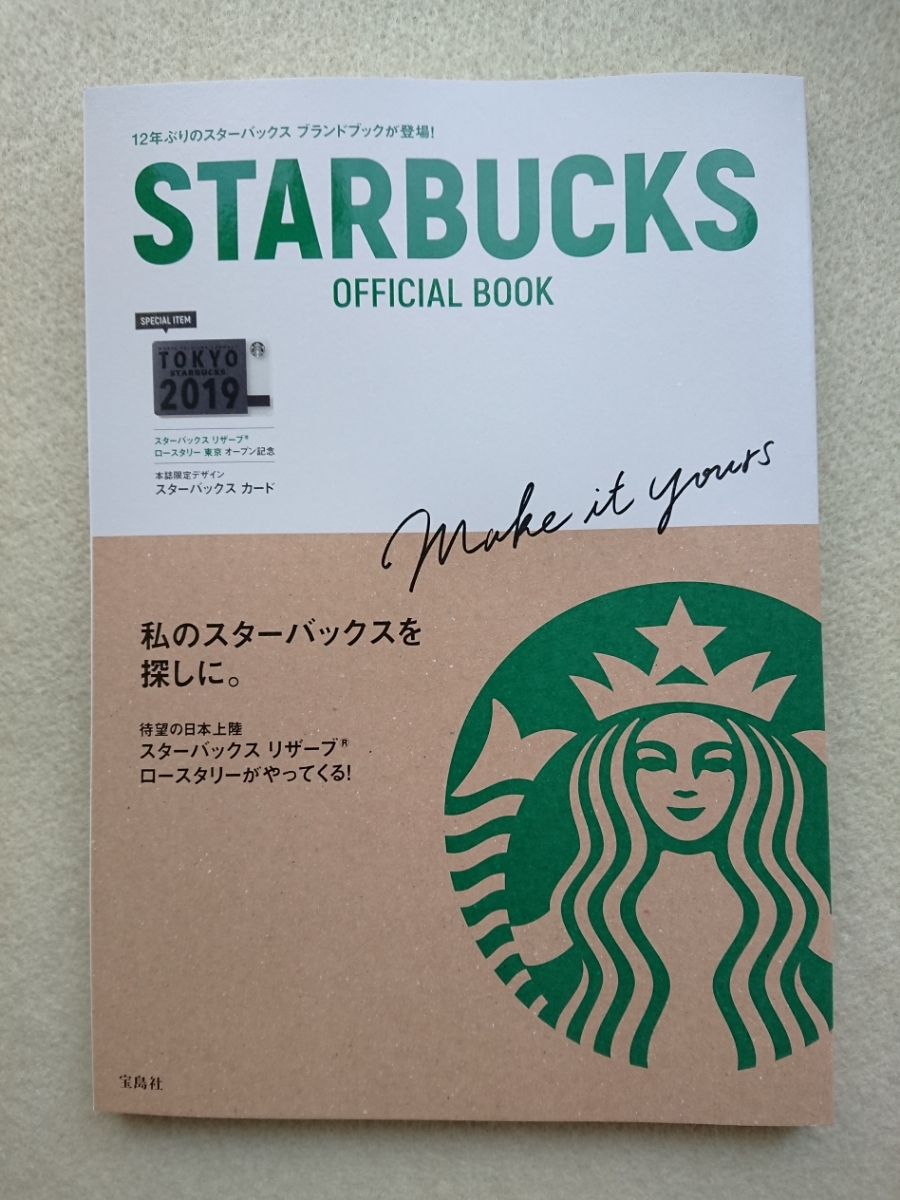 12年ぶりのスターバックス ブランドブックが登場!
STARBUCKS
OFFICIAL BOOK
SPECIAL ITEM
TOKYO
STARBUCKS
2019
スターバックス リザーブ®
ロースタリー 東京 オープン記念
本誌限定デザイン
スターバックス カード
Make it yours
私のスターバックスを
探しに。
待望の日本上陸
スターバックス リザーブ®
ロースタリーがやってくる!
宝島社